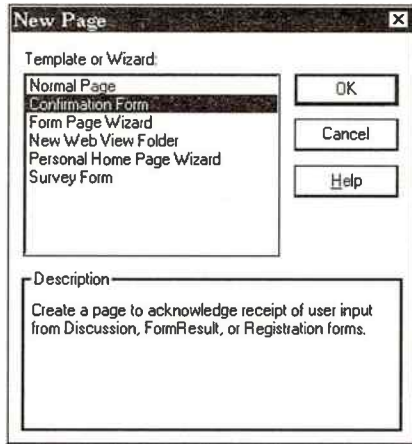 New Page
Template or Wizard:
Normal Page
Confirmation Form
Form Page Wizard
New Web View Folder
Personal Home Page Wizard
Survey Form
OK
Cancel
Help
Description
Create a page to acknowledge receipt of user input
from Discussion, FormResult, or Registration forms.